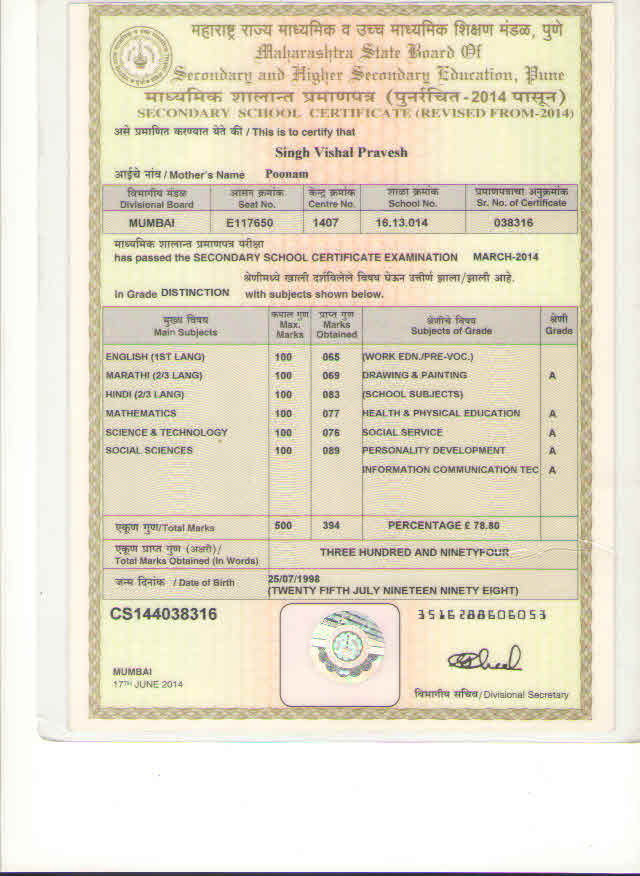 महाराष्ट्र राज्य माध्यमिक व उच्च माध्यमिक शिक्षण मंडळ, पुणे
Maharashtra State Board Of
Secondary and Higher Secondary Education, Pune
माध्यमिक शालान्त प्रमाणपत्र (पुनर्रचित-2014 पासून)
SECONDARY SCHOOL CERTIFICATE (REVISED FROM-2014)
असे प्रमाणित करण्यात येते की / This is to certify that
Singh Vishal Pravesh
आईचे नांव / Mother's Name Poonam
विभागीय मंडळ आसन क्रमांक केन्द्र क्रमांक शाळा क्रमांक प्रमाणपत्राचा अनुक्रमांक
Divisional Board Seat No. Centre No. School No. Sr. No. of Certificate
MUMBAI E117650 1407 16.13.014 038316
माध्यमिक शालान्त प्रमाणपत्र परीक्षा
has passed the SECONDARY SCHOOL CERTIFICATE EXAMINATION MARCH-2014
श्रेणीमध्ये खाली दर्शविलेले विषय घेऊन उत्तीर्ण झाला/झाली आहे.
in Grade DISTINCTION with subjects shown below.
मुख्य विषय कमाल गुण प्राप्त गुण श्रेणीचे विषय श्रेणी
Main Subjects Max. Marks Marks Obtained Subjects of Grade Grade
ENGLISH (1ST LANG) 100 065 (WORK EDN./PRE-VOC.)
MARATHI (2/3 LANG) 100 069 DRAWING & PAINTING A
HINDI (2/3 LANG) 100 083 (SCHOOL SUBJECTS)
MATHEMATICS 100 077 HEALTH & PHYSICAL EDUCATION A
SCIENCE & TECHNOLOGY 100 076 SOCIAL SERVICE A
SOCIAL SCIENCES 100 089 PERSONALITY DEVELOPMENT A
INFORMATION COMMUNICATION TEC A
एकूण गुण/Total Marks 500 394 PERCENTAGE £ 78.80
एकूण प्राप्त गुण (अक्षरी)/
Total Marks Obtained (In Words) THREE HUNDRED AND NINETYFOUR
जन्म दिनांक / Date of Birth 25/07/1998
(TWENTY FIFTH JULY NINETEEN NINETY EIGHT)
CS144038316 3516288606053
MUMBAI
17TH JUNE 2014
विभागीय सचिव/Divisional Secretary